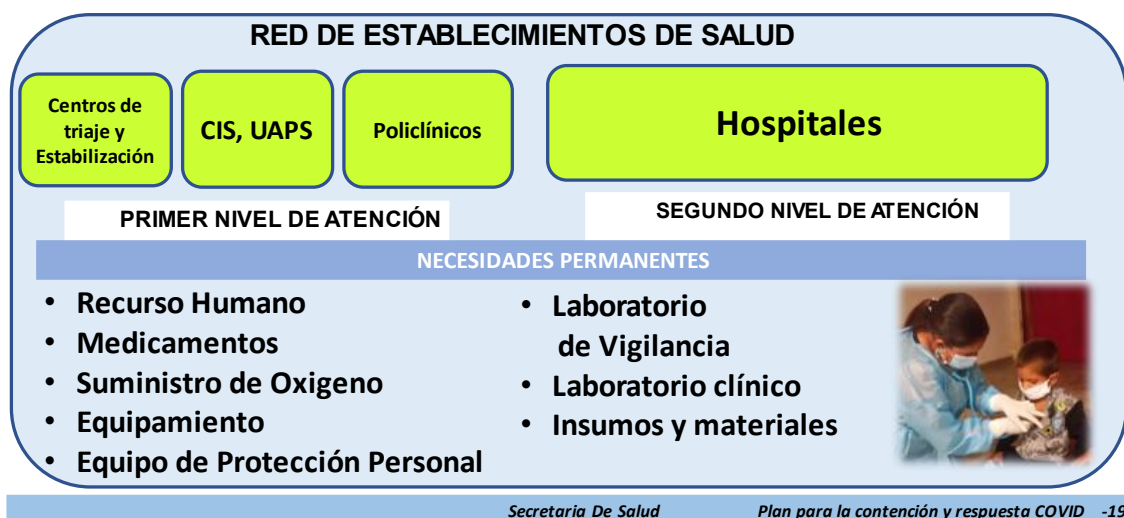 RED DE ESTABLECIMIENTOS DE SALUD
Centros de
triaje y
Estabilización
CIS, UAPS
Policlínicos
Hospitales
PRIMER NIVEL DE ATENCIÓN
SEGUNDO NIVEL DE ATENCIÓN
NECESIDADES PERMANENTES
• Recurso Humano
• Medicamentos
• Suministro de Oxigeno
• Equipamiento
• Equipo de Protección Personal
• Laboratorio
de Vigilancia
• Laboratorio clínico
• Insumos y materiales
Secretaria De Salud Plan para la contención y respuesta COVID -19